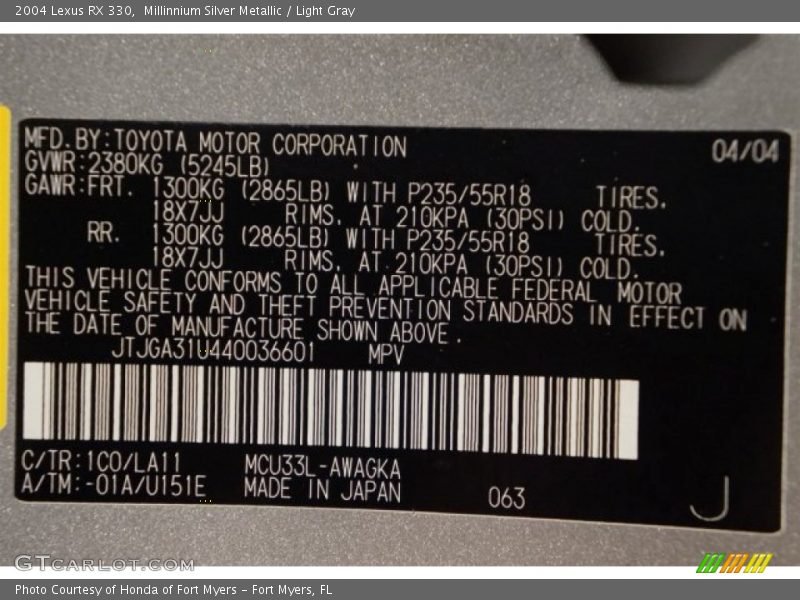 2004 Lexus RX 330,  Millinnium Silver Metallic / Light Gray
MFD.BY:TOYOTA MOTOR CORPORATION 04/04
GVWR:2380KG (5245LB)
GAWR:FRT. 1300KG (2865LB) WITH P235/55R18 TIRES.
18X7JJ RIMS. AT 210KPA (30PSI) COLD.
RR. 1300KG (2865LB) WITH P235/55R18 TIRES.
18X7JJ RIMS. AT 210KPA (30PSI) COLD.
THIS VEHICLE CONFORMS TO ALL APPLICABLE FEDERAL MOTOR
VEHICLE SAFETY AND THEFT PREVENTION STANDARDS IN EFFECT ON
THE DATE OF MANUFACTURE SHOWN ABOVE.
JTJGA31U440036601 MPV
C/TR:1C0/LA11 MCU33L-AWAGKA
A/TM:-01A/U151E MADE IN JAPAN 063 J
GTCARLOT.COM
Photo Courtesy of Honda of Fort Myers - Fort Myers, FL